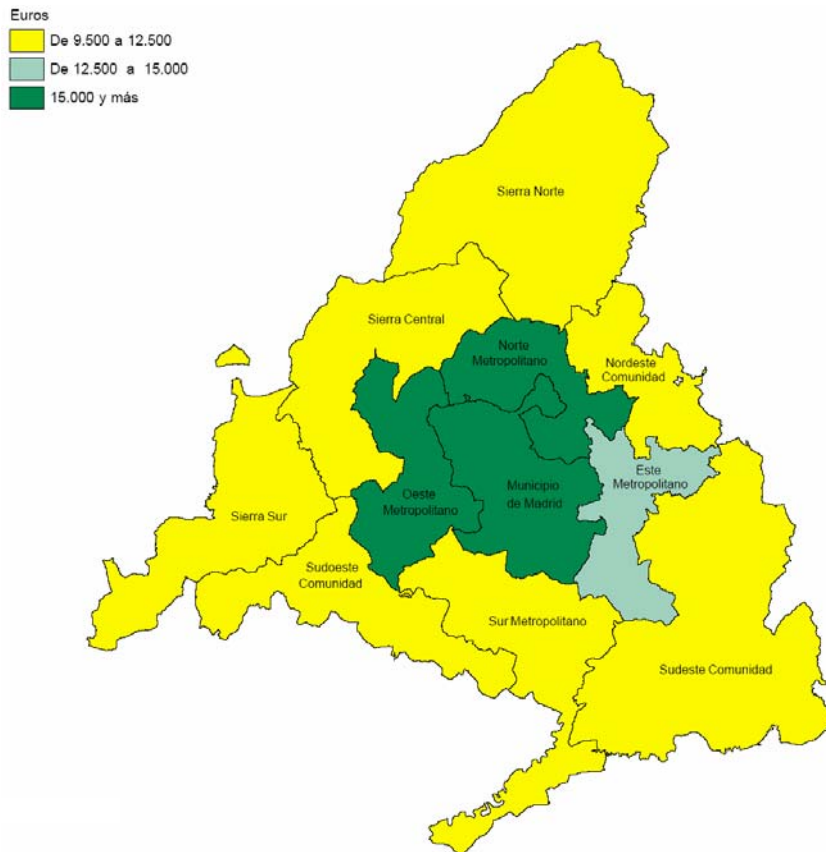 Euros
De 9.500 a 12.500
De 12.500 a 15.000
15.000 y más
Sierra Norte
Sierra Central
Norte
Metropolitano
Nordeste
Comunidad
Este
Metropolitano
Oeste
Metropolitano
Municipio
de Madrid
Sierra Sur
Sudoeste
Comunidad
Sur Metropolitano
Sudeste Comunidad